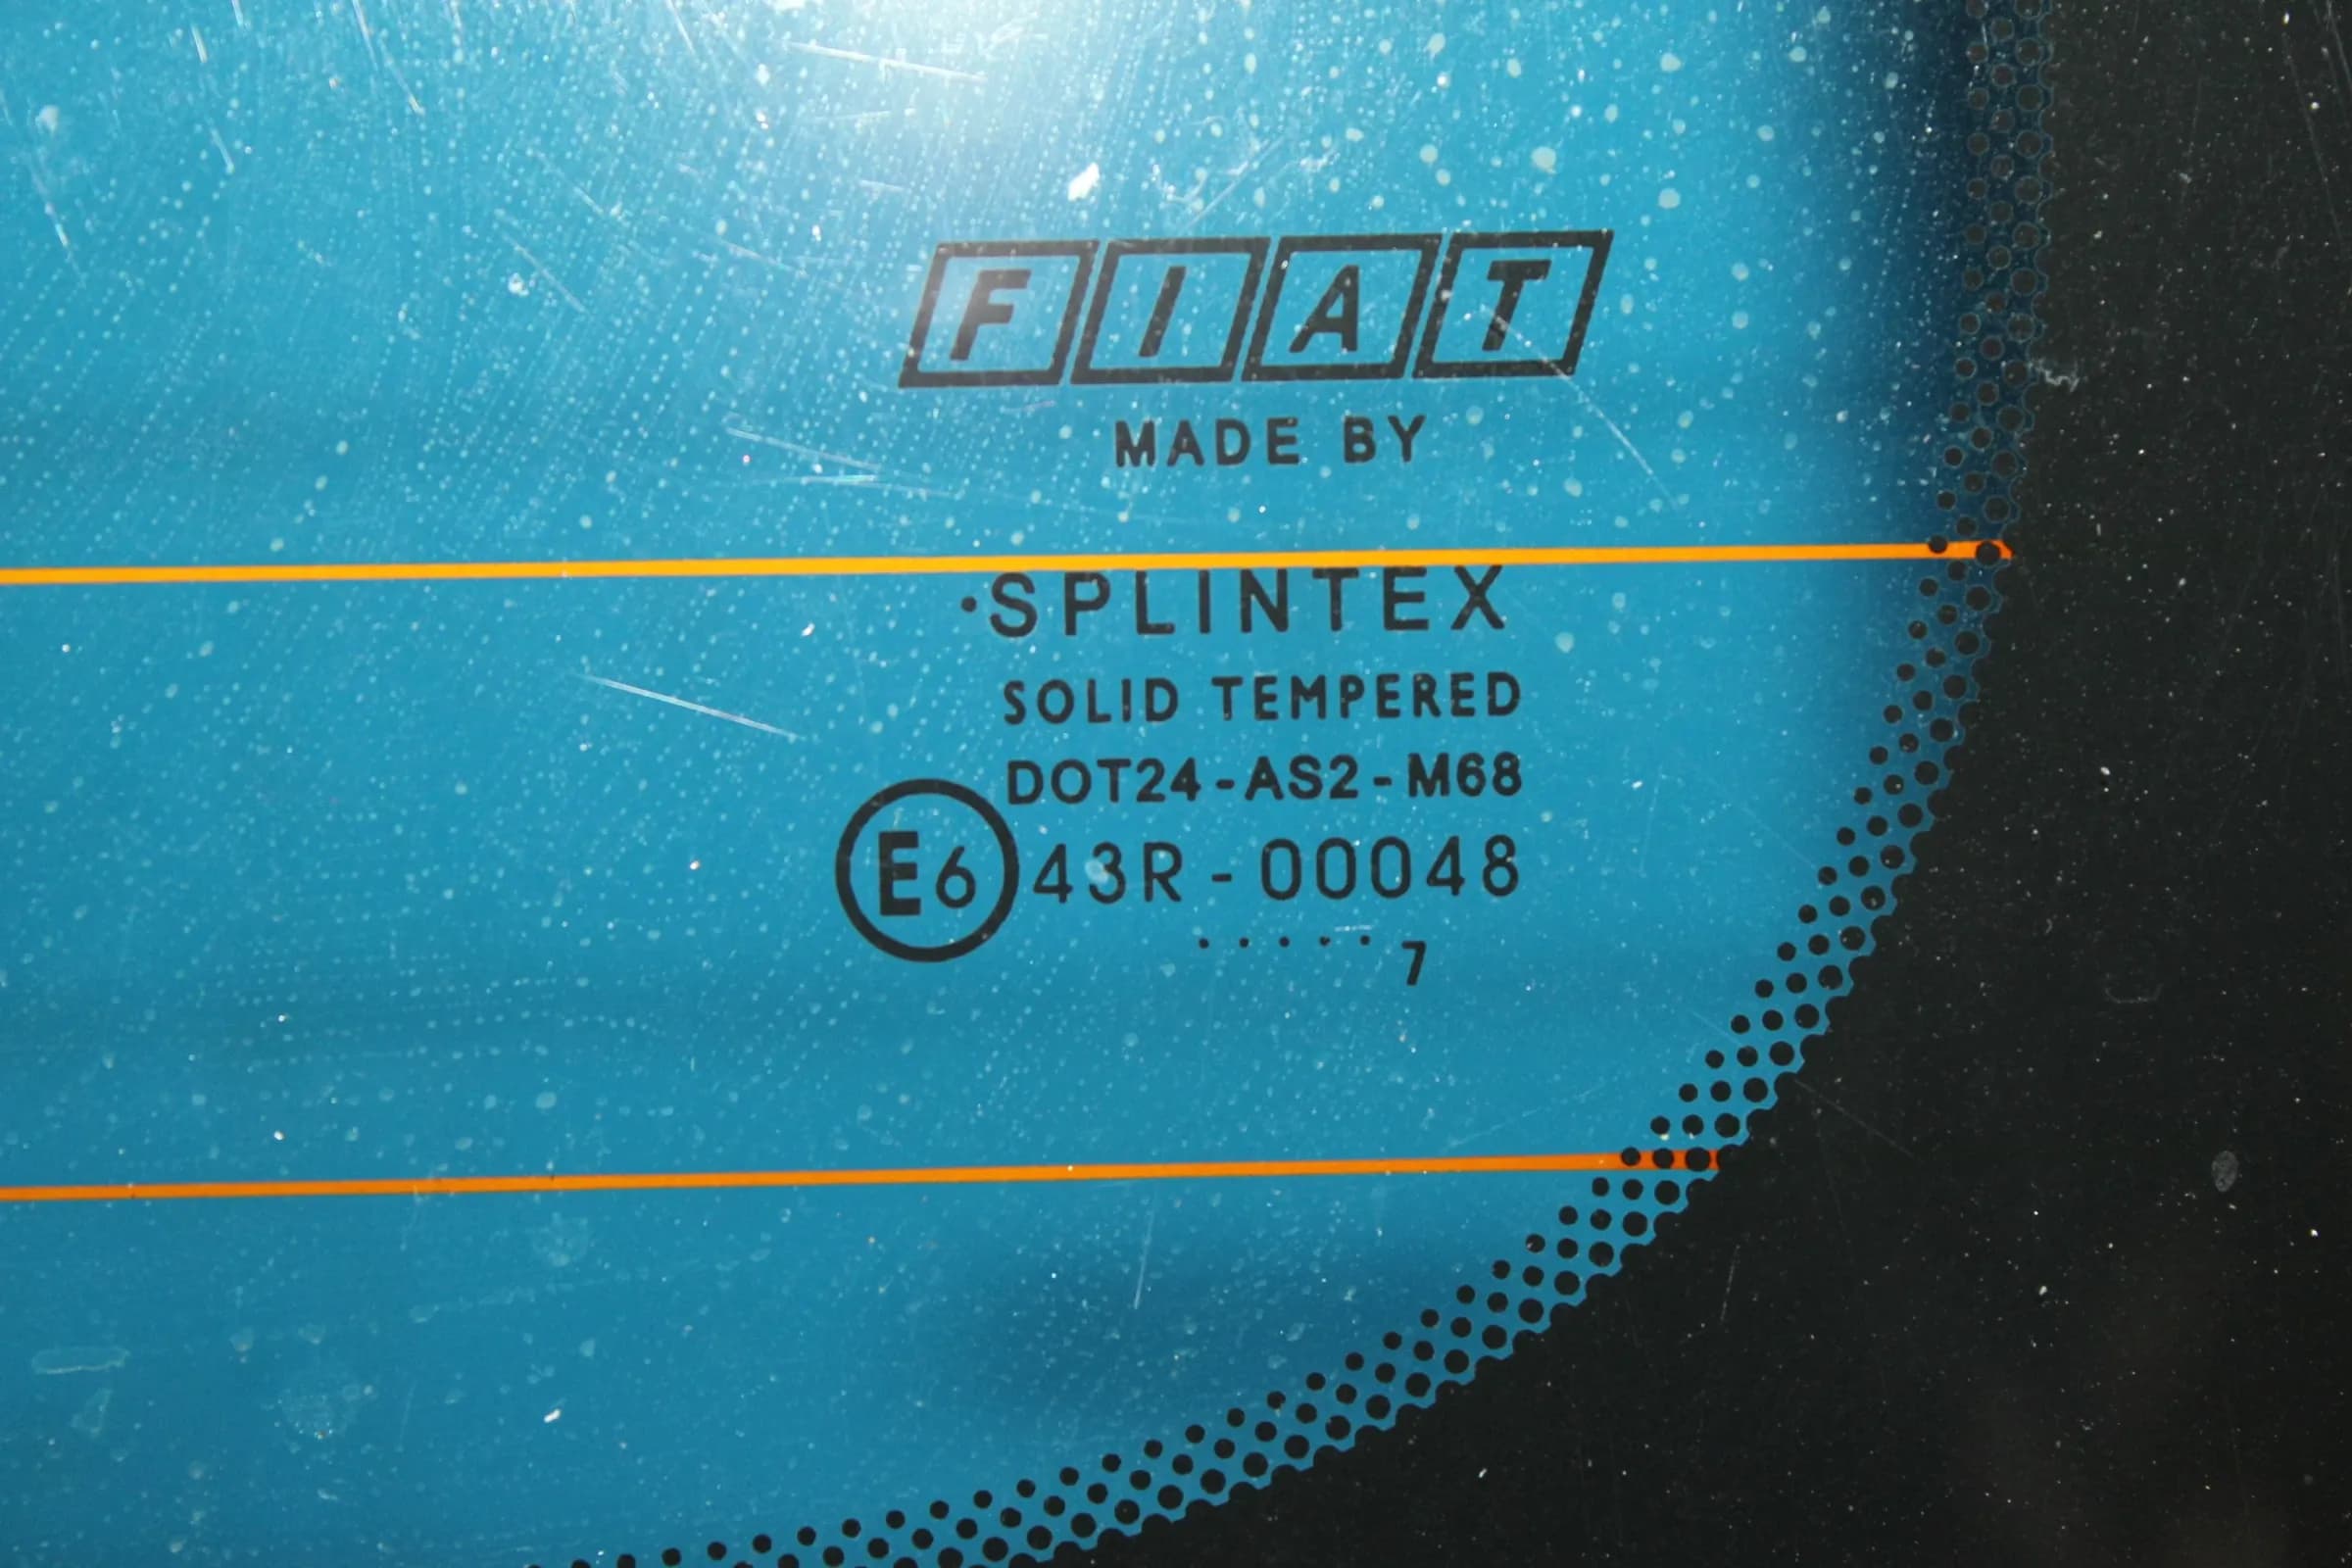 FIAT
MADE BY
·SPLINTEX
SOLID TEMPERED
DOT24-AS2-M68
E6 43R-00048
.....7